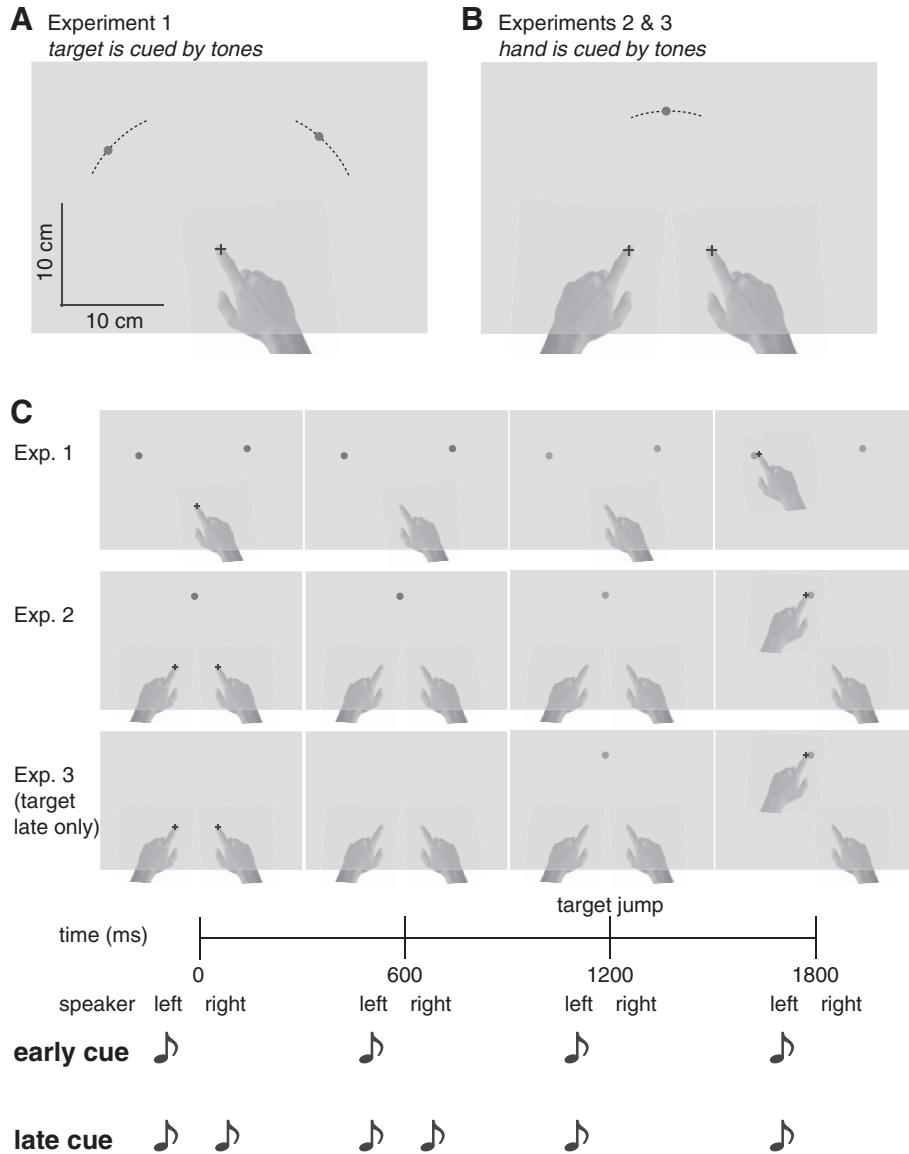 A Experiment 1
target is cued by tones
B Experiments 2 & 3
hand is cued by tones
10 cm
10 cm
C
Exp. 1
Exp. 2
Exp. 3
(target
late only)
target jump
time (ms)
0 600 1200 1800
speaker left right left right left right left right
early cue
late cue